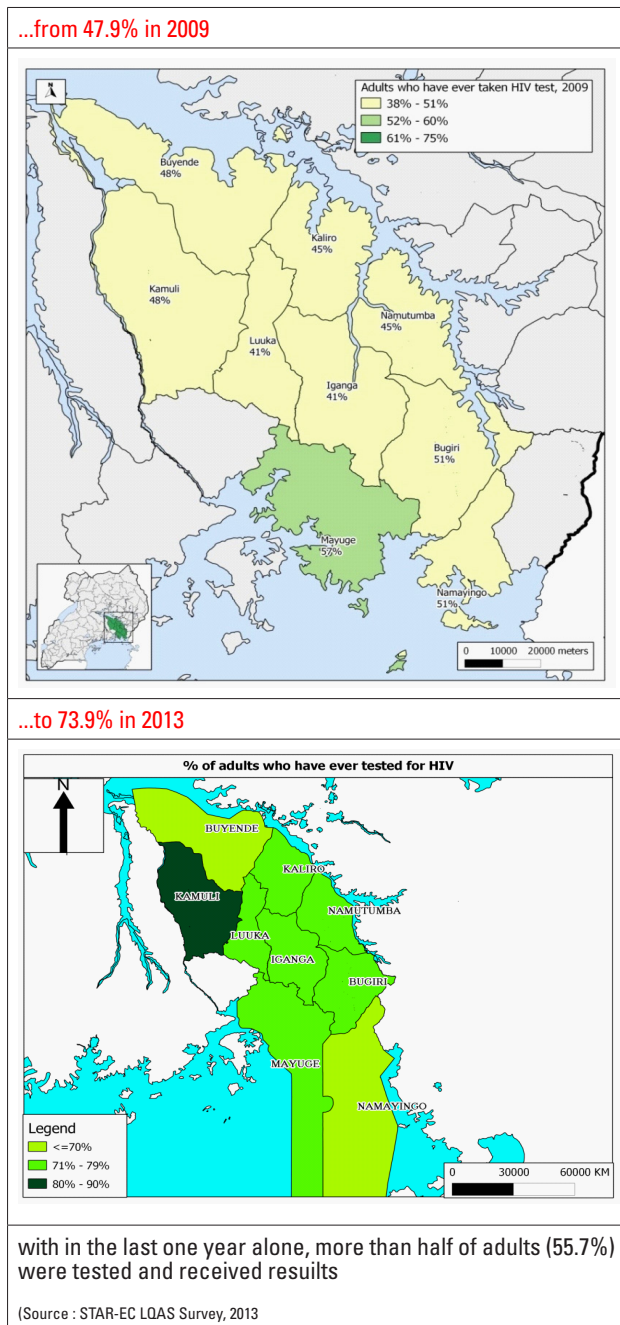 ...from 47.9% in 2009
N
Adults who have ever taken HIV test, 2009
38% - 51%
52% - 60%
61% - 75%
Buyende
48%
Kaliro
45%
Kamuli
48%
Namutumba
45%
Luuka
41%
Iganga
41%
Bugiri
51%
Mayuge
57%
Namayingo
51%
0 10000 20000 meters
...to 73.9% in 2013
% of adults who have ever tested for HIV
N
BUYENDE
KALIRO
KAMULI
NAMUTUMBA
LUUKA
IGANGA
BUGIRI
MAYUGE
NAMAYINGO
Legend
<=70%
71% - 79%
80% - 90%
0 30000 60000 KM
with in the last one year alone, more than half of adults (55.7%)
were tested and received resuilts
(Source : STAR-EC LQAS Survey, 2013